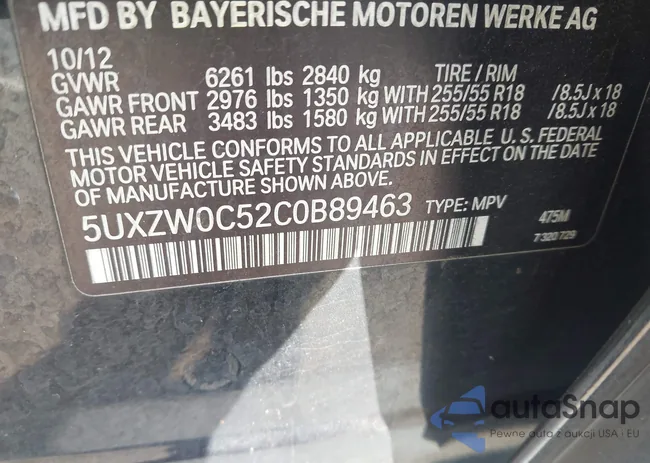 MFD BY BAYERISCHE MOTOREN WERKE AG
10/12
GVWR 6261 lbs 2840 kg TIRE / RIM
GAWR FRONT 2976 lbs 1350 kg WITH 255/55 R18 /8.5J x 18
GAWR REAR 3483 lbs 1580 kg WITH 255/55 R18 /8.5J x 18
THIS VEHICLE CONFORMS TO ALL APPLICABLE U. S. FEDERAL
MOTOR VEHICLE SAFETY STANDARDS IN EFFECT ON THE DATE
OF MANUFACTURE SHOWN ABOVE.
5UXZW0C52C0B89463 TYPE: MPV 475M
7 320 729
autoSnap
Pewne auta z aukcji USA i EU